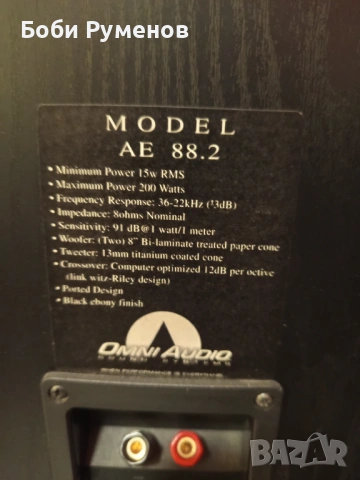 Боби Руменов
MODEL
AE 88.2
• Minimum Power 15w RMS
• Maximum Power 200 Watts
• Frequency Response: 36-22kHz (³3dB)
• Impedance: 8ohms Nominal
• Sensitivity: 91 dB@1 watt/1 meter
• Woofer: (Two) 8" Bi-laminate treated paper cone
• Tweeter: 13mm titanium coated cone
• Crossover: Computer optimized 12dB per octive
(link witz-Riley design)
• Ported Design
• Black ebony finish
OMNI AUDIO
SOUND SYSTEMS
BAZAR